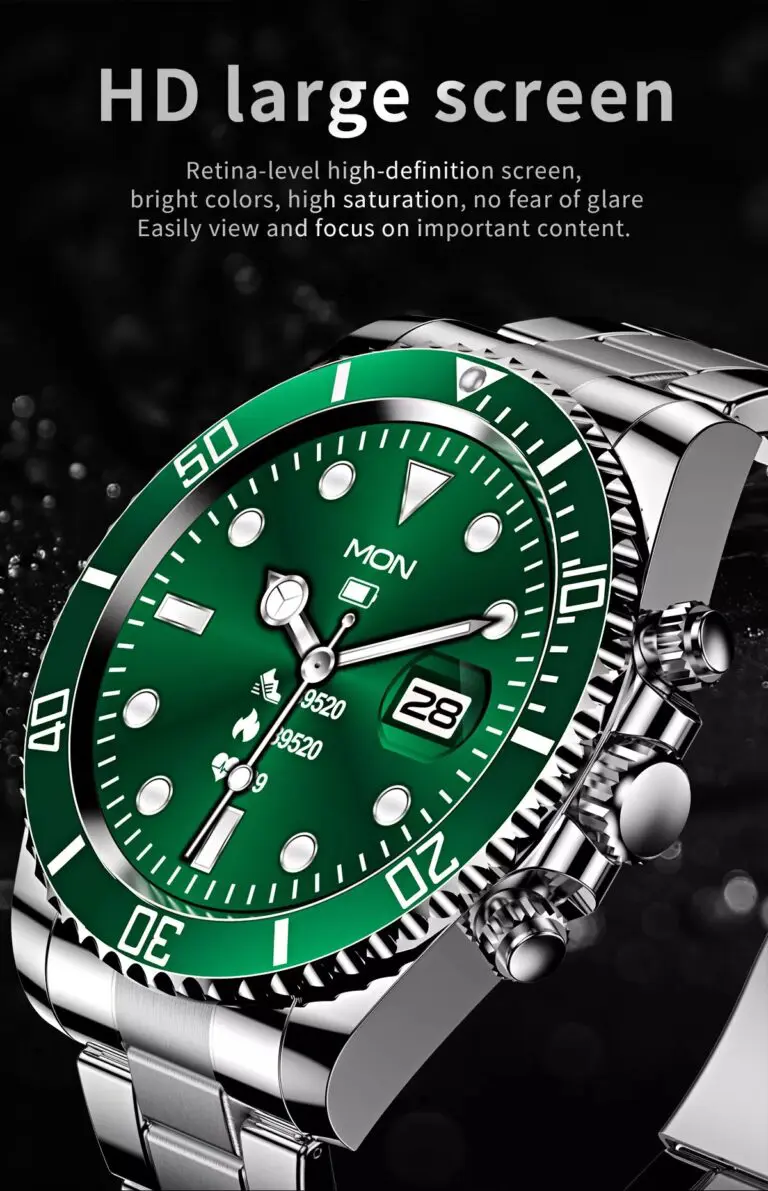 HD large screen
Retina-level high-definition screen,
bright colors, high saturation, no fear of glare
Easily view and focus on important content.
50
10
MON
9520
28
39520
40
9
20
30